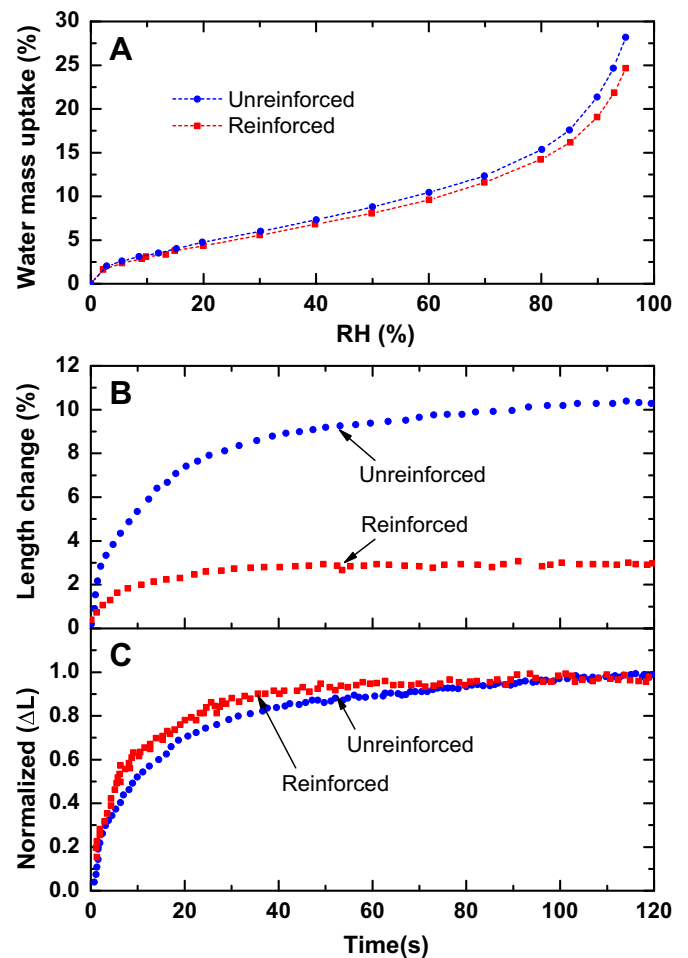 A
Water mass uptake (%)
30
25
20
15
10
5
0
Unreinforced
Reinforced
0 20 40 60 80 100
RH (%)
B
Length change (%)
12
10
8
6
4
2
0
Unreinforced
Reinforced
C
Normalized (ΔL)
1.0
0.8
0.6
0.4
0.2
0.0
Unreinforced
Reinforced
0 20 40 60 80 100 120
Time(s)